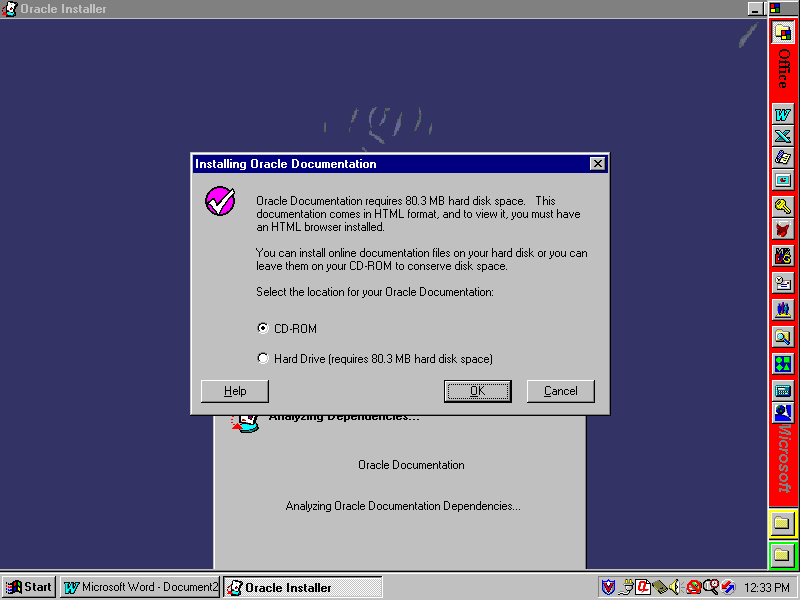 Oracle Installer
Office
Installing Oracle Documentation
Oracle Documentation requires 80.3 MB hard disk space. This
documentation comes in HTML format, and to view it, you must have
an HTML browser installed.
You can install online documentation files on your hard disk or you can
leave them on your CD-ROM to conserve disk space.
Select the location for your Oracle Documentation:
CD-ROM
Hard Drive (requires 80.3 MB hard disk space)
Help
OK
Cancel
Analyzing Dependencies...
Oracle Documentation
Analyzing Oracle Documentation Dependencies...
Microsoft
Start
Microsoft Word - Document2
Oracle Installer
12:33 PM